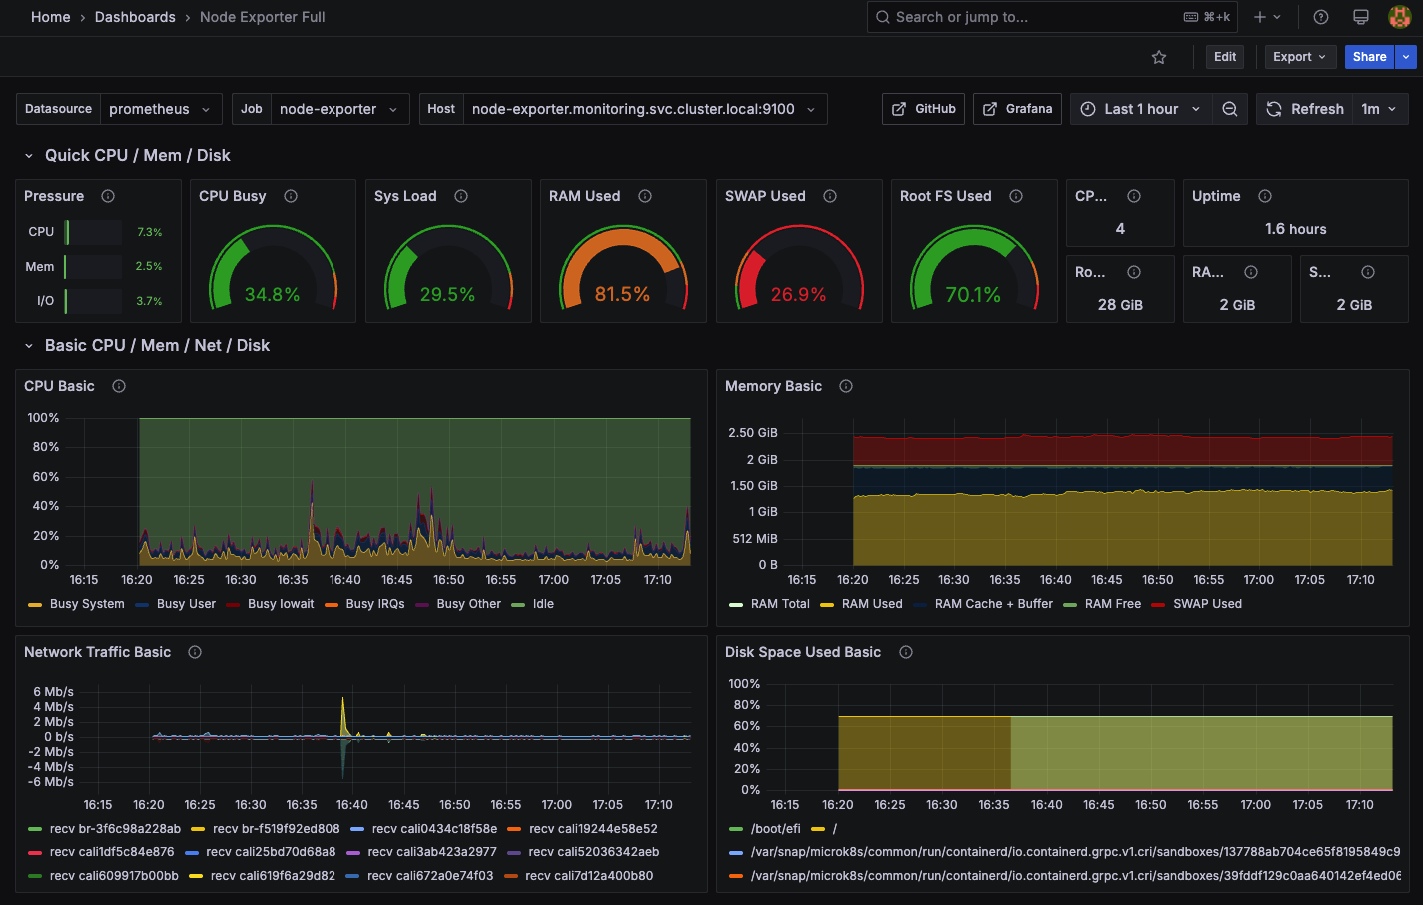 Home › Dashboards › Node Exporter Full
Search or jump to... ⌘+k
Edit Export Share
Datasource prometheus Job node-exporter Host node-exporter.monitoring.svc.cluster.local:9100 GitHub Grafana Last 1 hour Refresh 1m
Quick CPU / Mem / Disk
Pressure
CPU 7.3%
Mem 2.5%
I/O 3.7%
CPU Busy
34.8%
Sys Load
29.5%
RAM Used
81.5%
SWAP Used
26.9%
Root FS Used
70.1%
CP...
4
Uptime
1.6 hours
Ro...
28 GiB
RA...
2 GiB
S...
2 GiB
Basic CPU / Mem / Net / Disk
CPU Basic
100%
80%
60%
40%
20%
0%
16:15 16:20 16:25 16:30 16:35 16:40 16:45 16:50 16:55 17:00 17:05 17:10
Busy System Busy User Busy Iowait Busy IRQs Busy Other Idle
Memory Basic
2.50 GiB
2 GiB
1.50 GiB
1 GiB
512 MiB
0 B
16:15 16:20 16:25 16:30 16:35 16:40 16:45 16:50 16:55 17:00 17:05 17:10
RAM Total RAM Used RAM Cache + Buffer RAM Free SWAP Used
Network Traffic Basic
6 Mb/s
4 Mb/s
2 Mb/s
0 b/s
-2 Mb/s
-4 Mb/s
-6 Mb/s
16:15 16:20 16:25 16:30 16:35 16:40 16:45 16:50 16:55 17:00 17:05 17:10
recv br-3f6c98a228ab recv br-f519f92ed808 recv cali0434c18f58e recv cali19244e58e52
recv cali1df5c84e876 recv cali25bd70d68a8 recv cali3ab423a2977 recv cali52036342aeb
recv cali609917b00bb recv cali619f6a29d82 recv cali672a0e74f03 recv cali7d12a400b80
Disk Space Used Basic
100%
80%
60%
40%
20%
0%
16:15 16:20 16:25 16:30 16:35 16:40 16:45 16:50 16:55 17:00 17:05 17:10
/boot/efi /
/var/snap/microk8s/common/run/containerd/io.containerd.grpc.v1.cri/sandboxes/137788ab704ce65f8195849c9
/var/snap/microk8s/common/run/containerd/io.containerd.grpc.v1.cri/sandboxes/39fddf129c0aa640142ef4ed06